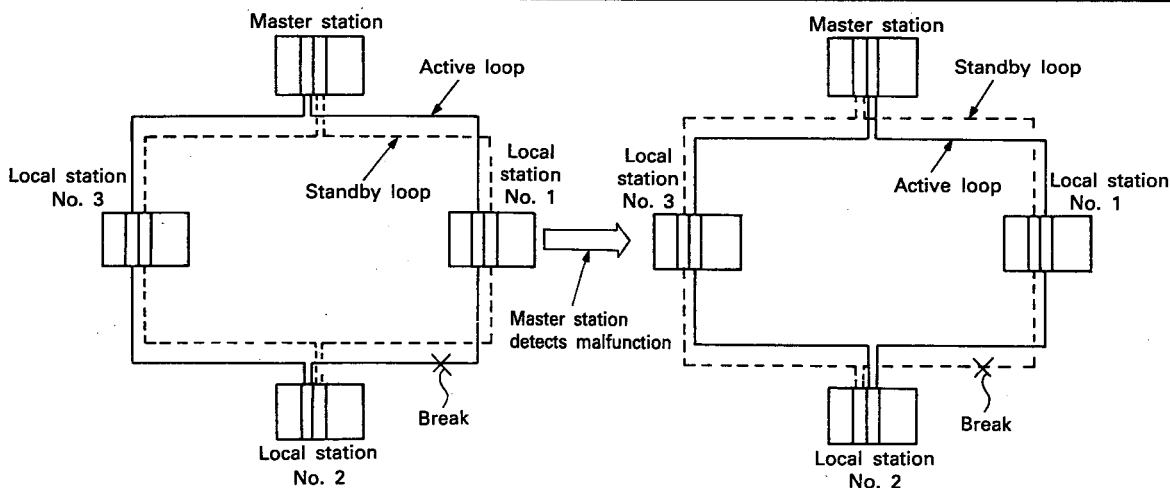 Master station
Active loop
Standby loop
Local station
No. 3
Local
station
No. 1
Master station
detects malfunction
Break
Local station
No. 2
Master station
Standby loop
Active loop
Local
station
No. 3
Local station
No. 1
Break
Local station
No. 2